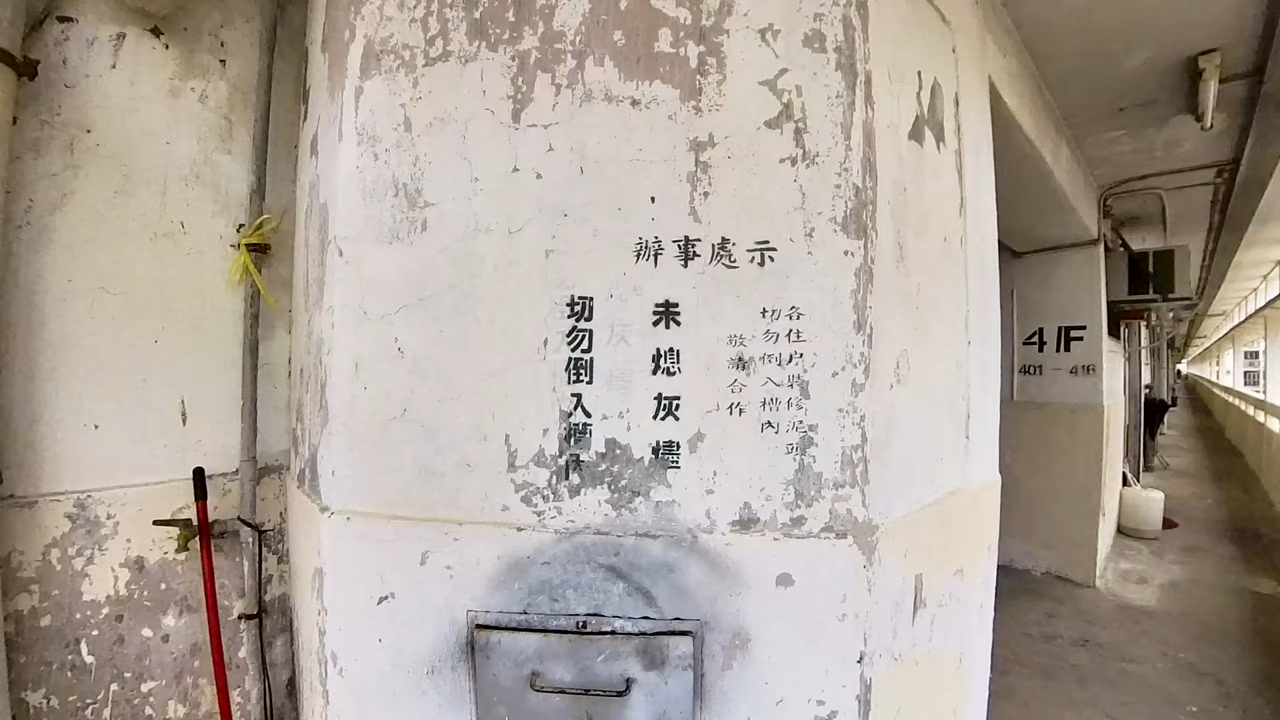 辦事處示
各住戶裝修泥頭
切勿倒入槽內
敬請合作
未熄灰燼
切勿倒入槽內
4/F
401 - 416